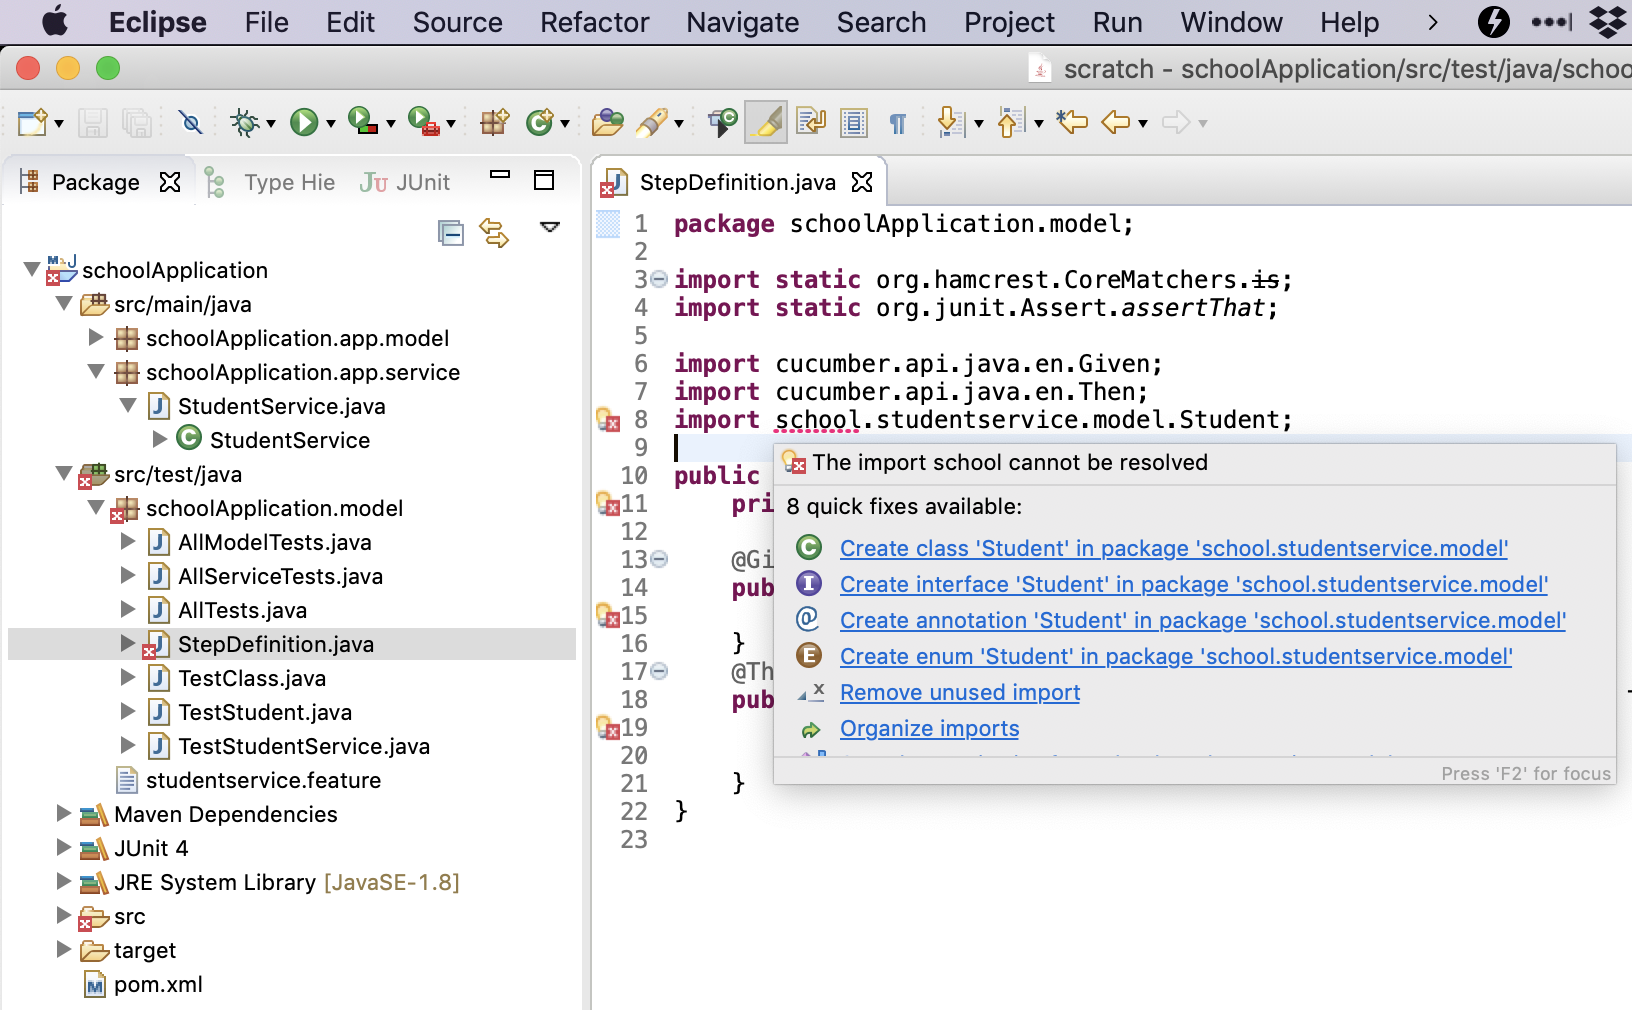 Eclipse File Edit Source Refactor Navigate Search Project Run Window Help
scratch - schoolApplication/src/test/java/schoo
Package Type Hie JUnit
StepDefinition.java
schoolApplication
src/main/java
schoolApplication.app.model
schoolApplication.app.service
StudentService.java
StudentService
src/test/java
schoolApplication.model
AllModelTests.java
AllServiceTests.java
AllTests.java
StepDefinition.java
TestClass.java
TestStudent.java
TestStudentService.java
studentservice.feature
Maven Dependencies
JUnit 4
JRE System Library [JavaSE-1.8]
src
target
pom.xml
1 package schoolApplication.model;
2
3 import static org.hamcrest.CoreMatchers.is;
4 import static org.junit.Assert.assertThat;
5
6 import cucumber.api.java.en.Given;
7 import cucumber.api.java.en.Then;
8 import school.studentservice.model.Student;
9
10 public
11 pri
12
13 @Gi
14 pub
15
16 }
17 @Th
18 pub
19
20
21 }
22 }
23
The import school cannot be resolved
8 quick fixes available:
Create class 'Student' in package 'school.studentservice.model'
Create interface 'Student' in package 'school.studentservice.model'
Create annotation 'Student' in package 'school.studentservice.model'
Create enum 'Student' in package 'school.studentservice.model'
Remove unused import
Organize imports
Press 'F2' for focus